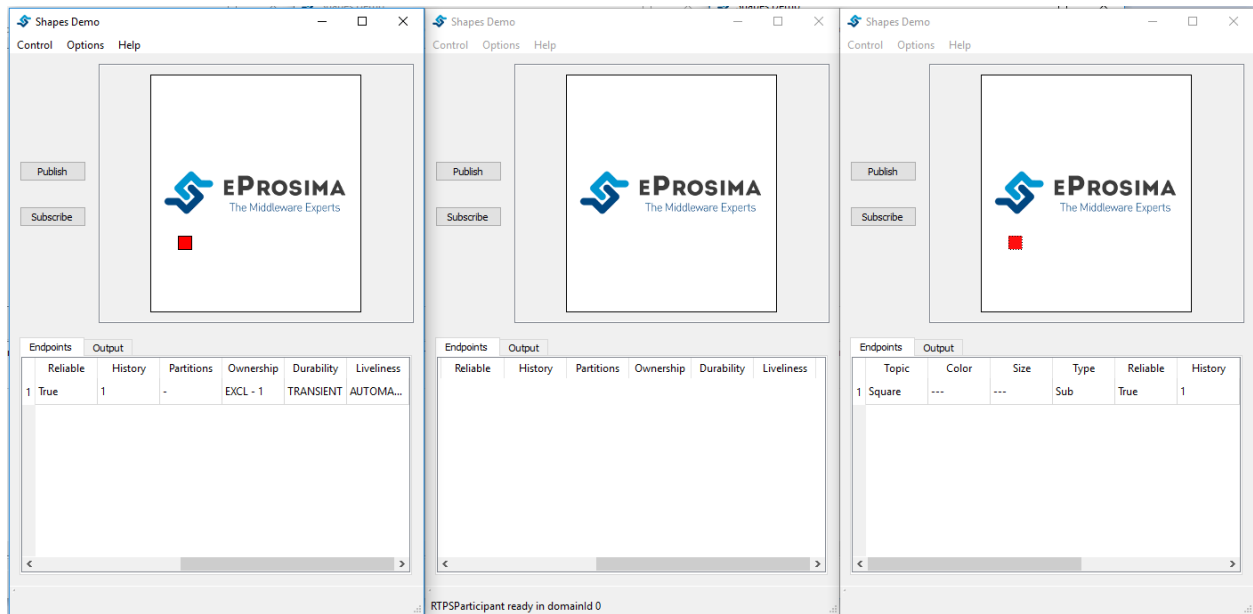 Shapes Demo
Control Options Help
Publish
Subscribe
EPROSIMA
The Middleware Experts
Endpoints Output
Reliable History Partitions Ownership Durability Liveliness
1 True 1 - EXCL - 1 TRANSIENT AUTOMA...
Shapes Demo
Control Options Help
Publish
Subscribe
EPROSIMA
The Middleware Experts
Endpoints Output
Reliable History Partitions Ownership Durability Liveliness
RTPSParticipant ready in domainId 0
Shapes Demo
Control Options Help
Publish
Subscribe
EPROSIMA
The Middleware Experts
Endpoints Output
Topic Color Size Type Reliable History
1 Square --- --- Sub True 1